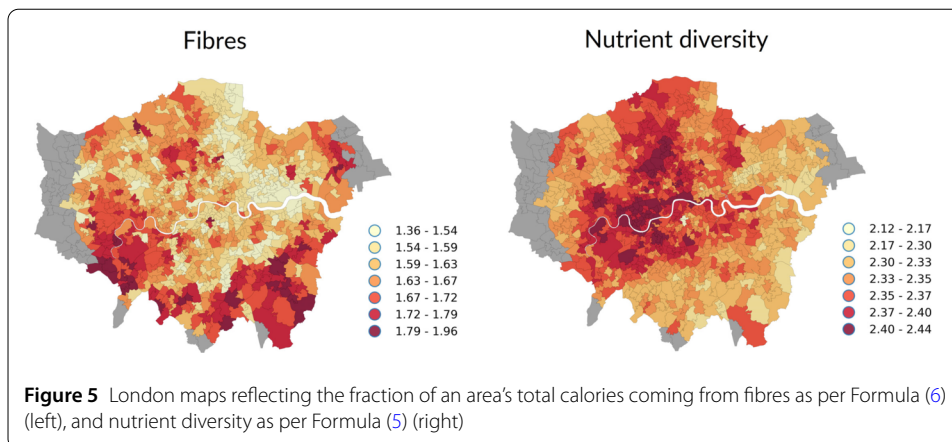 Fibres
1.36 - 1.54
1.54 - 1.59
1.59 - 1.63
1.63 - 1.67
1.67 - 1.72
1.72 - 1.79
1.79 - 1.96
Nutrient diversity
2.12 - 2.17
2.17 - 2.30
2.30 - 2.33
2.33 - 2.35
2.35 - 2.37
2.37 - 2.40
2.40 - 2.44
Figure 5 London maps reflecting the fraction of an area's total calories coming from fibres as per Formula (6)
(left), and nutrient diversity as per Formula (5) (right)